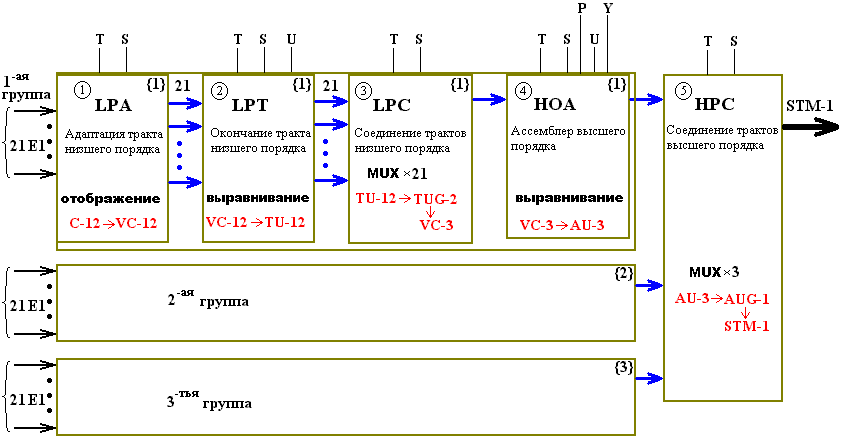 P Y
T S
T S U
T S
T S U
T S
1-ая
группа
21E1
① {1}
LPA
Адаптация тракта
низшего порядка
отображение
C-12→VC-12
21
② {1}
LPT
Окончание тракта
низшего порядка
выравнивание
VC-12→TU-12
21
③ {1}
LPC
Соединение трактов
низшего порядка
MUX ×21
TU-12→TUG-2
↓
VC-3
④ {1}
HOA
Ассемблер высшего
порядка
выравнивание
VC-3→AU-3
⑤
HPC
Соединение трактов
высшего порядка
MUX×3
AU-3→AUG-1
↓
STM-1
STM-1
21E1
2-ая группа
{2}
21E1
3-тья группа
{3}